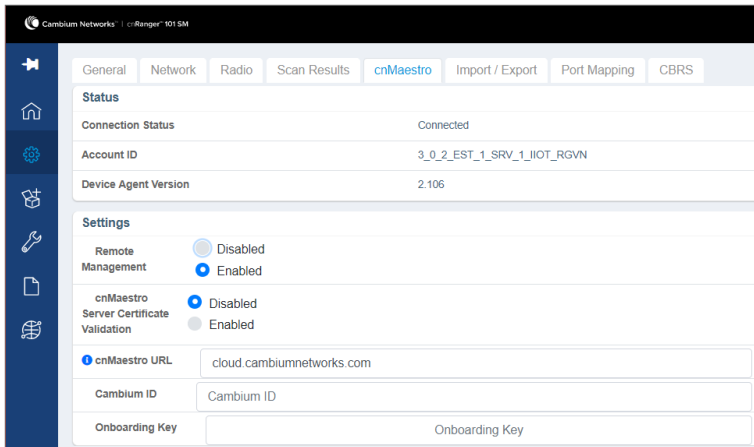 Cambium Networks™ | cnRanger™ 101 SM
General Network Radio Scan Results cnMaestro Import / Export Port Mapping CBRS
Status
Connection Status Connected
Account ID 3_0_2_EST_1_SRV_1_IIOT_RGVN
Device Agent Version 2.106
Settings
Remote
Management
Disabled
Enabled
cnMaestro
Server Certificate
Validation
Disabled
Enabled
cnMaestro URL cloud.cambiumnetworks.com
Cambium ID Cambium ID
Onboarding Key Onboarding Key